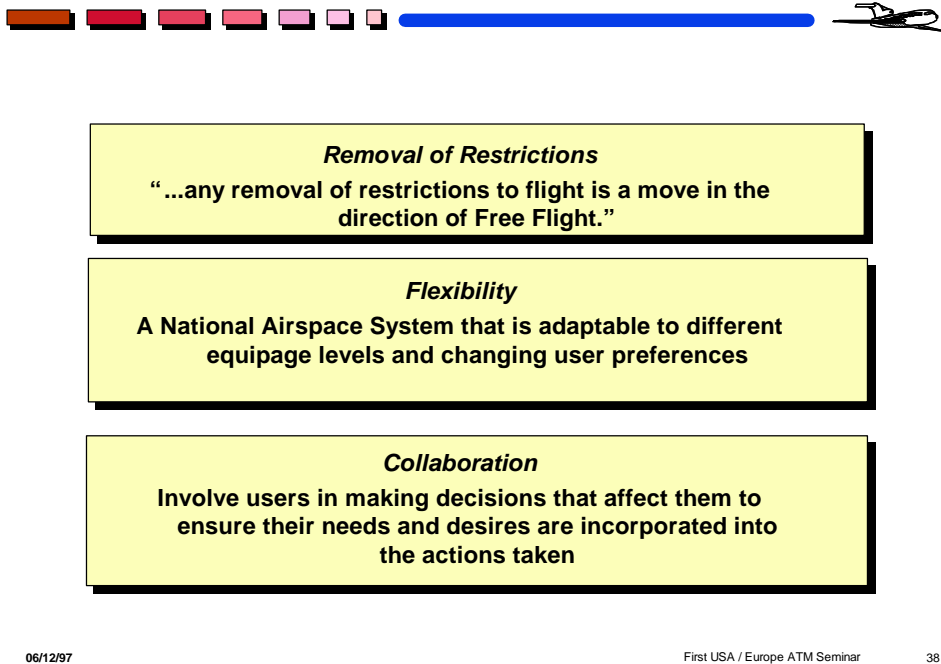 Removal of Restrictions
“...any removal of restrictions to flight is a move in the
direction of Free Flight.”
Flexibility
A National Airspace System that is adaptable to different
equipage levels and changing user preferences
Collaboration
Involve users in making decisions that affect them to
ensure their needs and desires are incorporated into
the actions taken
06/12/97
First USA / Europe ATM Seminar
38